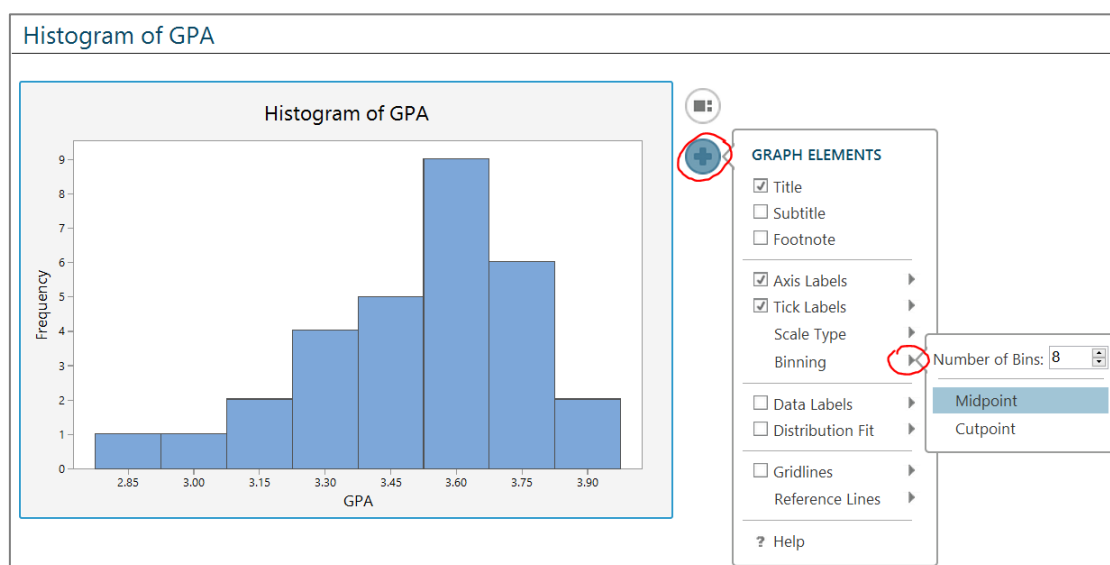 Histogram of GPA
Histogram of GPA
9
8
7
6
5
4
3
2
1
0
Frequency
2.85 3.00 3.15 3.30 3.45 3.60 3.75 3.90
GPA
GRAPH ELEMENTS
Title
Subtitle
Footnote
Axis Labels
Tick Labels
Scale Type
Binning
Data Labels
Distribution Fit
Gridlines
Reference Lines
? Help
Number of Bins: 8
Midpoint
Cutpoint